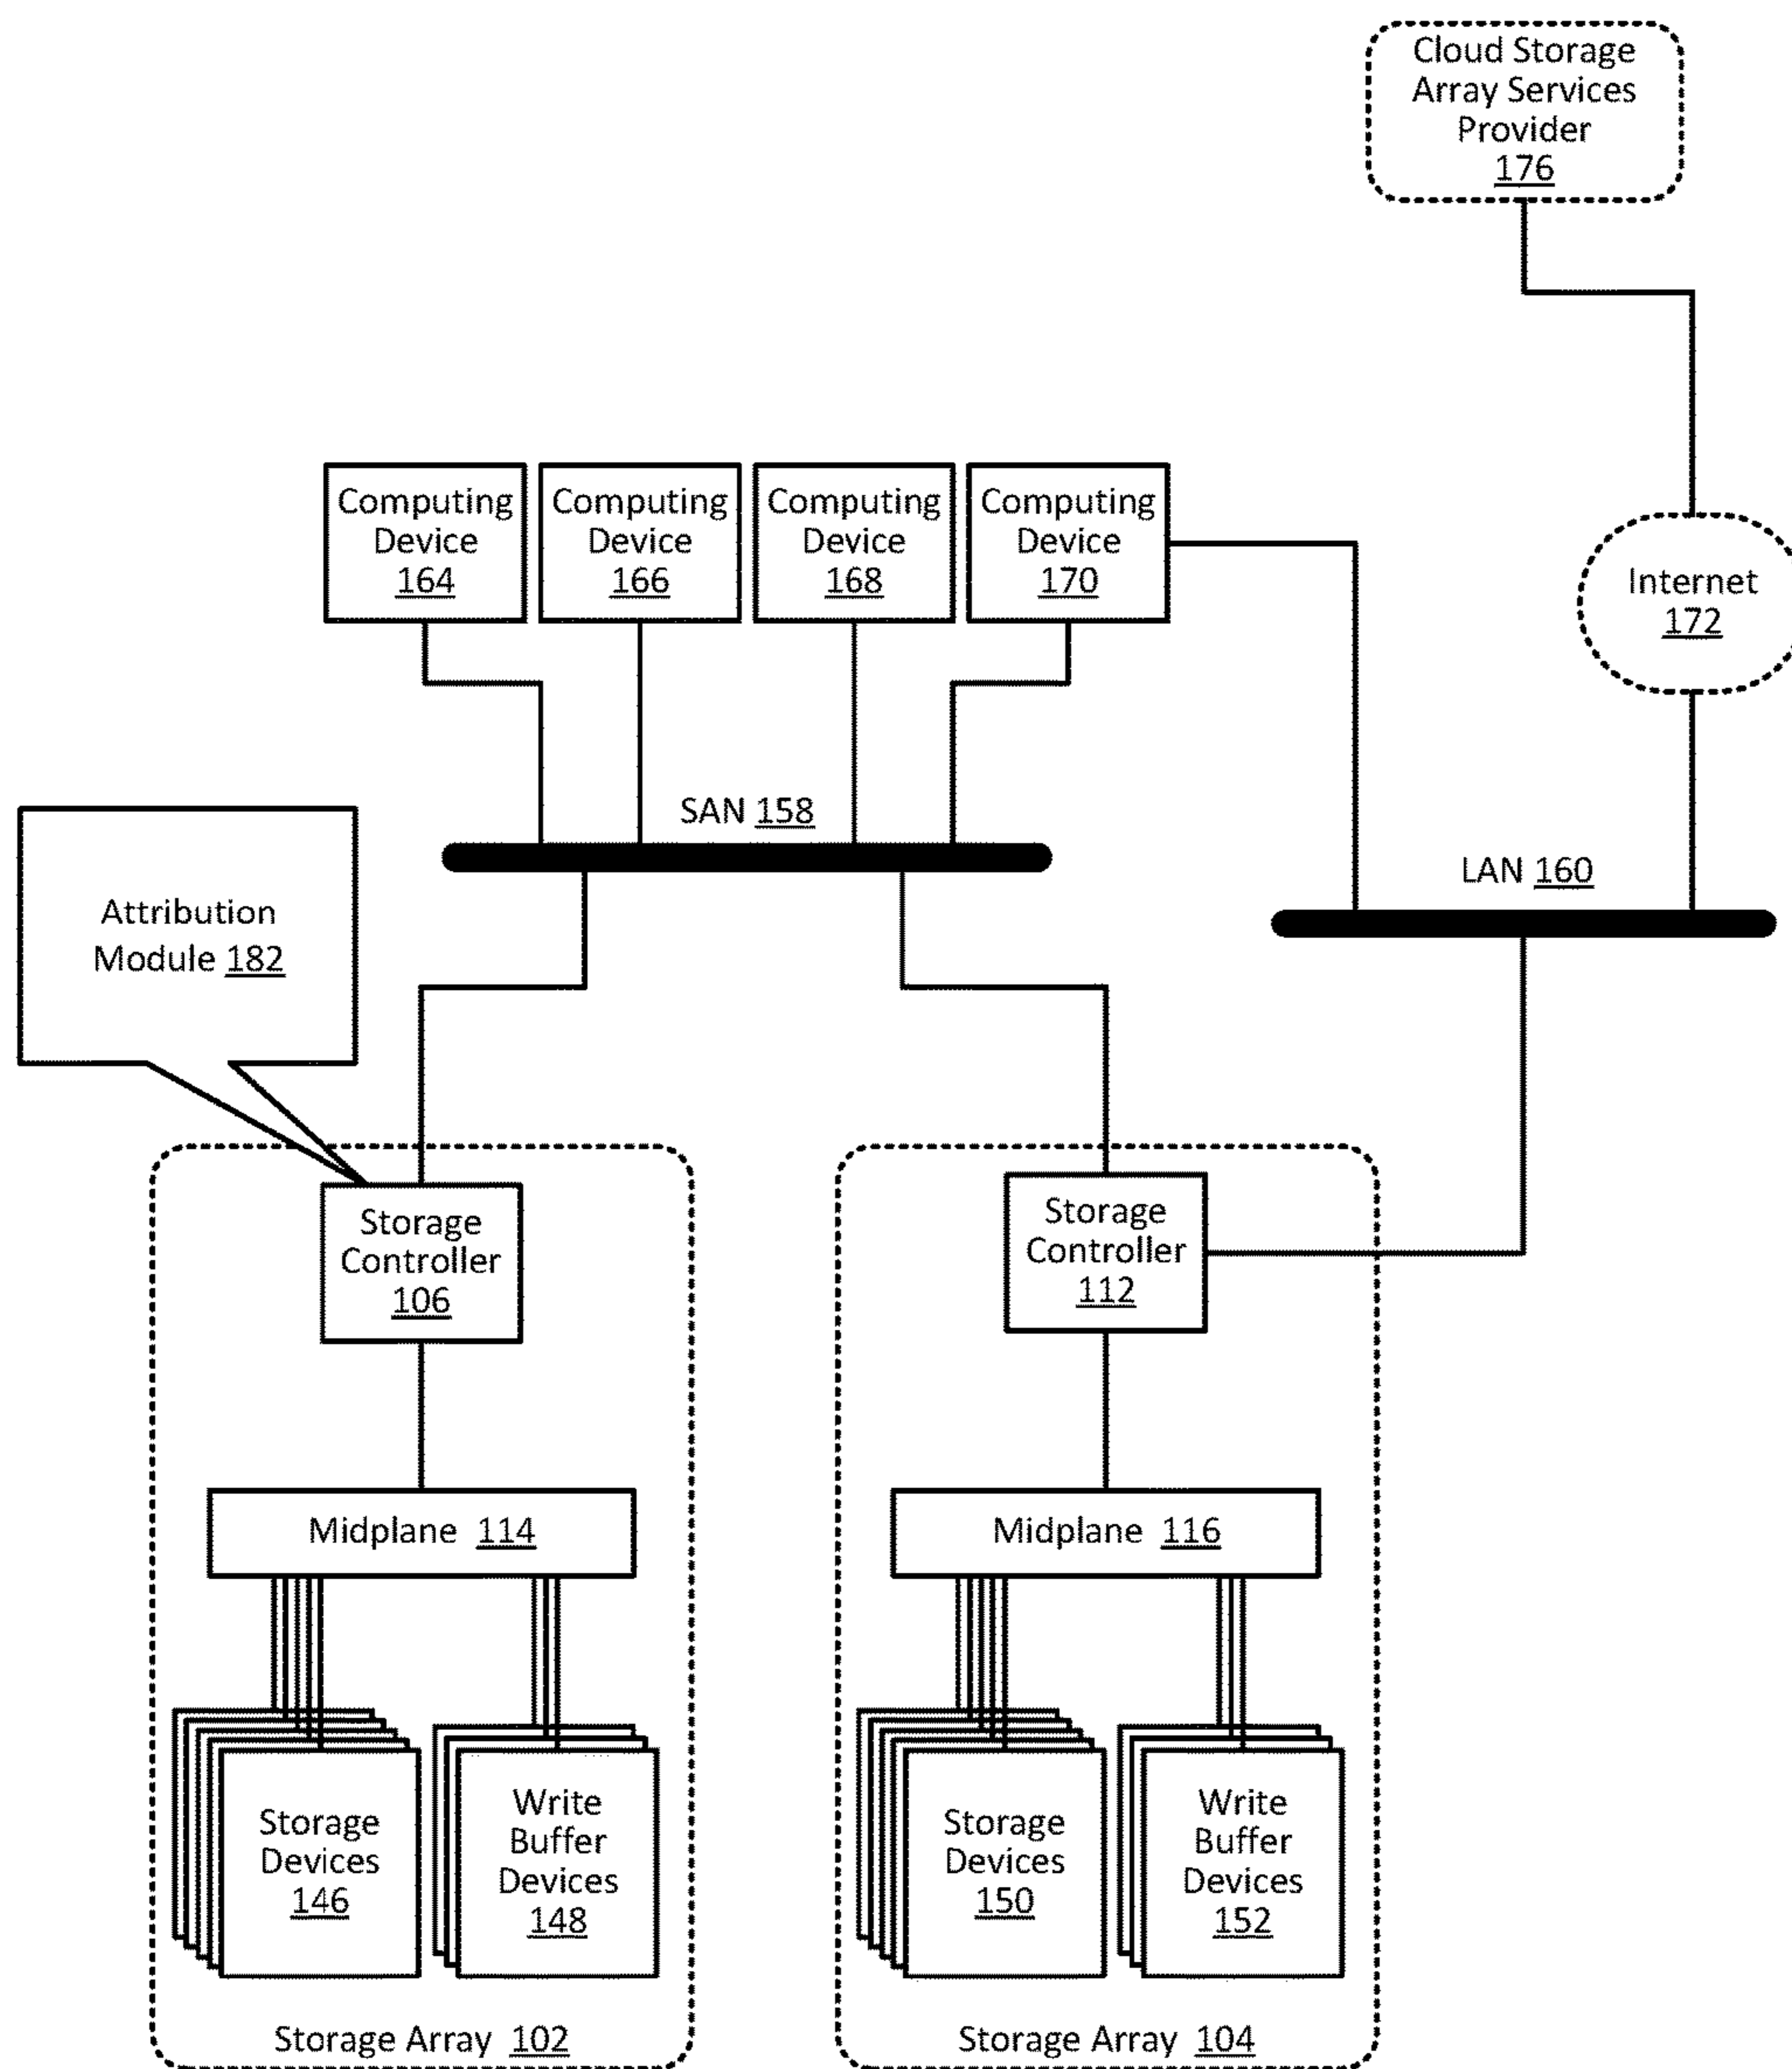 Cloud Storage
Array Services
Provider
176
Computing
Device
164
Computing
Device
166
Computing
Device
168
Computing
Device
170
Internet
172
SAN 158
LAN 160
Attribution
Module 182
Storage
Controller
106
Storage
Controller
112
Midplane 114
Midplane 116
Storage
Devices
146
Write
Buffer
Devices
148
Storage
Devices
150
Write
Buffer
Devices
152
Storage Array 102
Storage Array 104